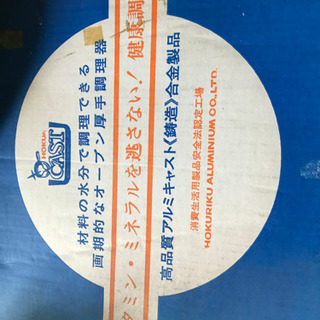 HOKUA
CAST
材料の水分で調理できる
画期的なオーブン厚手調理器
タミン・ミネラルを逃さない! 健康調
高品質アルミキャスト《鋳造》合金製品
消費生活用製品安全法認定工場
HOKURIKU ALUMINIUM CO., LTD.